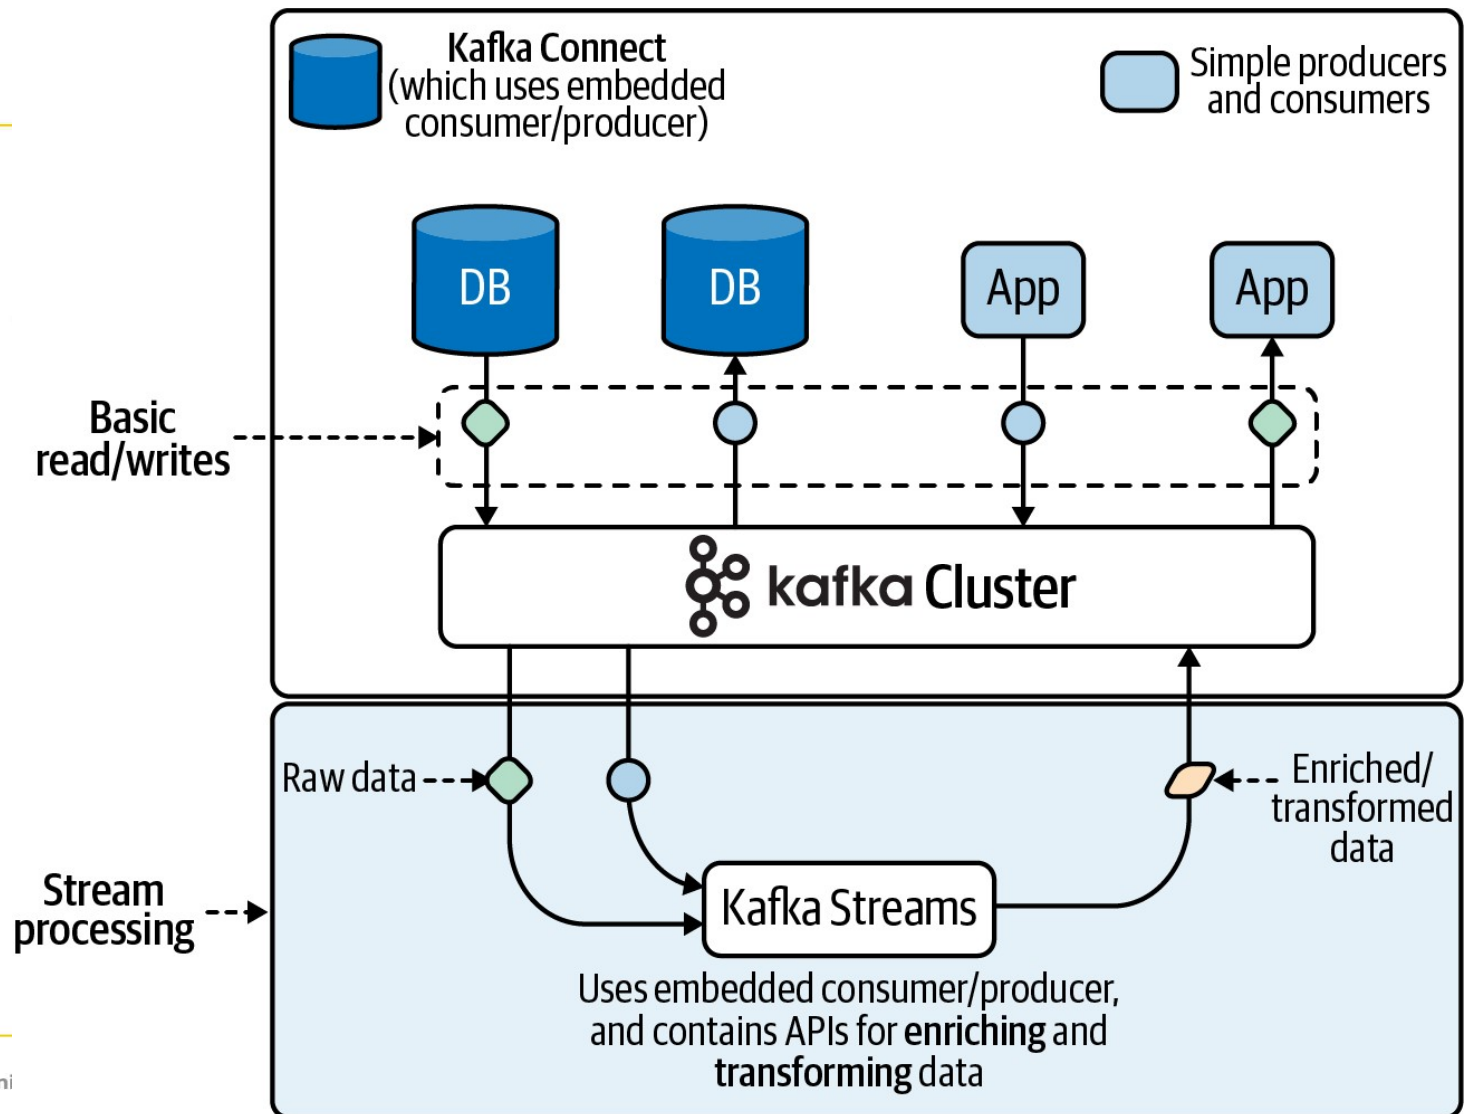 Kafka Connect
(which uses embedded
consumer/producer)
Simple producers
and consumers
DB
DB
App
App
Basic
read/writes
kafka Cluster
Raw data
Enriched/
transformed
data
Stream
processing
Kafka Streams
Uses embedded consumer/producer,
and contains APIs for enriching and
transforming data